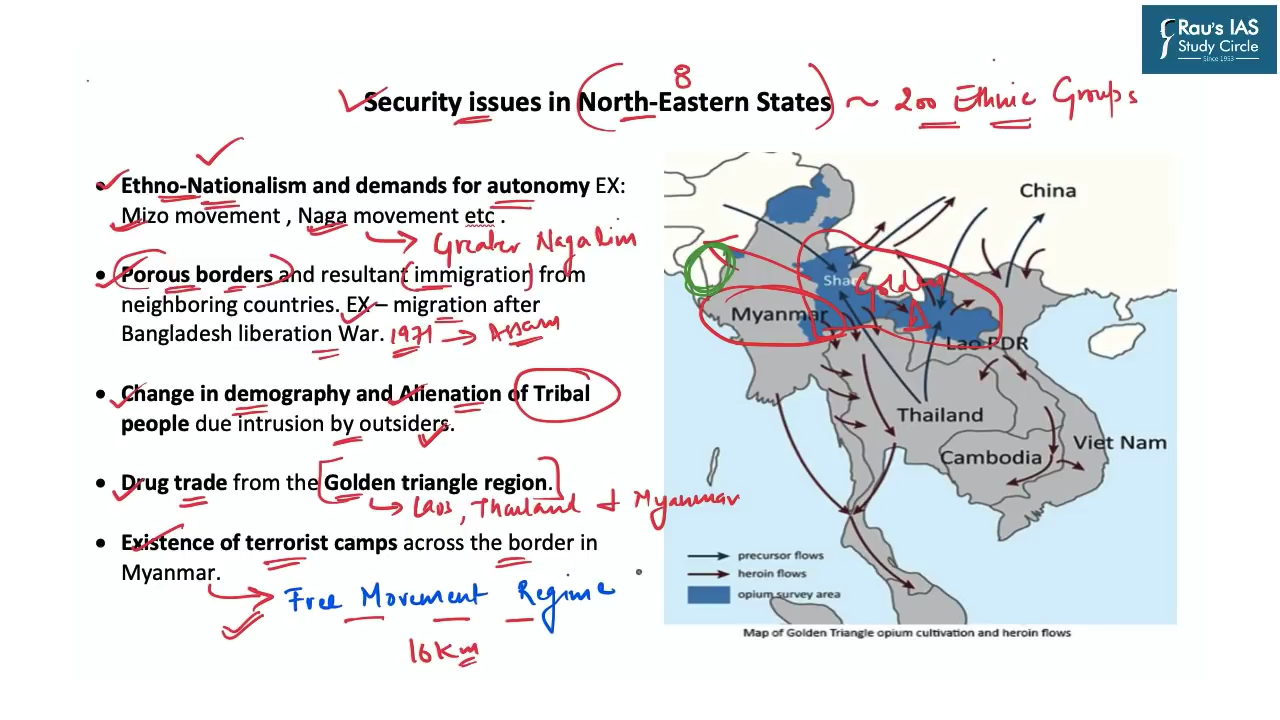 Rau's IAS
Study Circle
Since 1953
8
Security issues in North-Eastern States ~ 200 Ethnic Groups
• Ethno-Nationalism and demands for autonomy EX:
Mizo movement , Naga movement etc .
→ Greater Nagalim
• Porous borders and resultant immigration from
neighboring countries. EX – migration after
Bangladesh liberation War. 1971 → Assam
• Change in demography and Alienation of Tribal
people due intrusion by outsiders.
• Drug trade from the Golden triangle region.
→ Laos, Thailand + Myanmar
• Existence of terrorist camps across the border in
Myanmar.
→ Free Movement Regime
16 Km
China
Golden
Myanmar
Lao PDR
Thailand
Viet Nam
Cambodia
precursor flows
heroin flows
opium survey area
Map of Golden Triangle opium cultivation and heroin flows